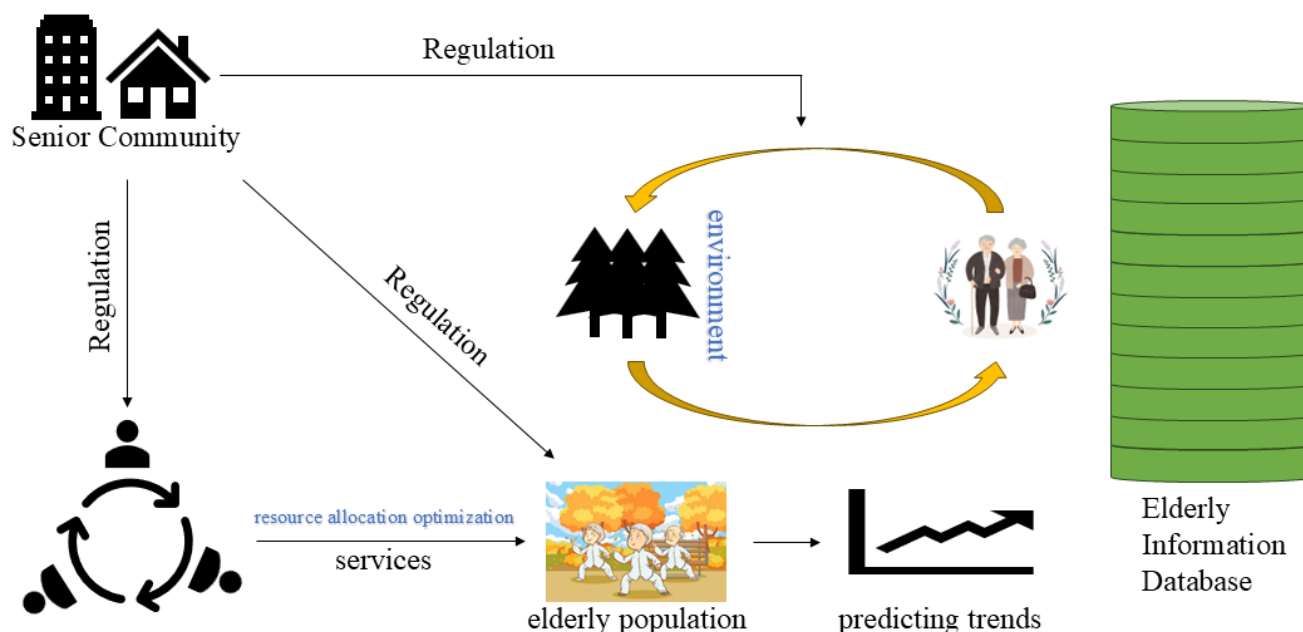 Regulation
Senior Community
Regulation
Regulation
environment
resource allocation optimization
services
elderly population
predicting trends
Elderly
Information
Database